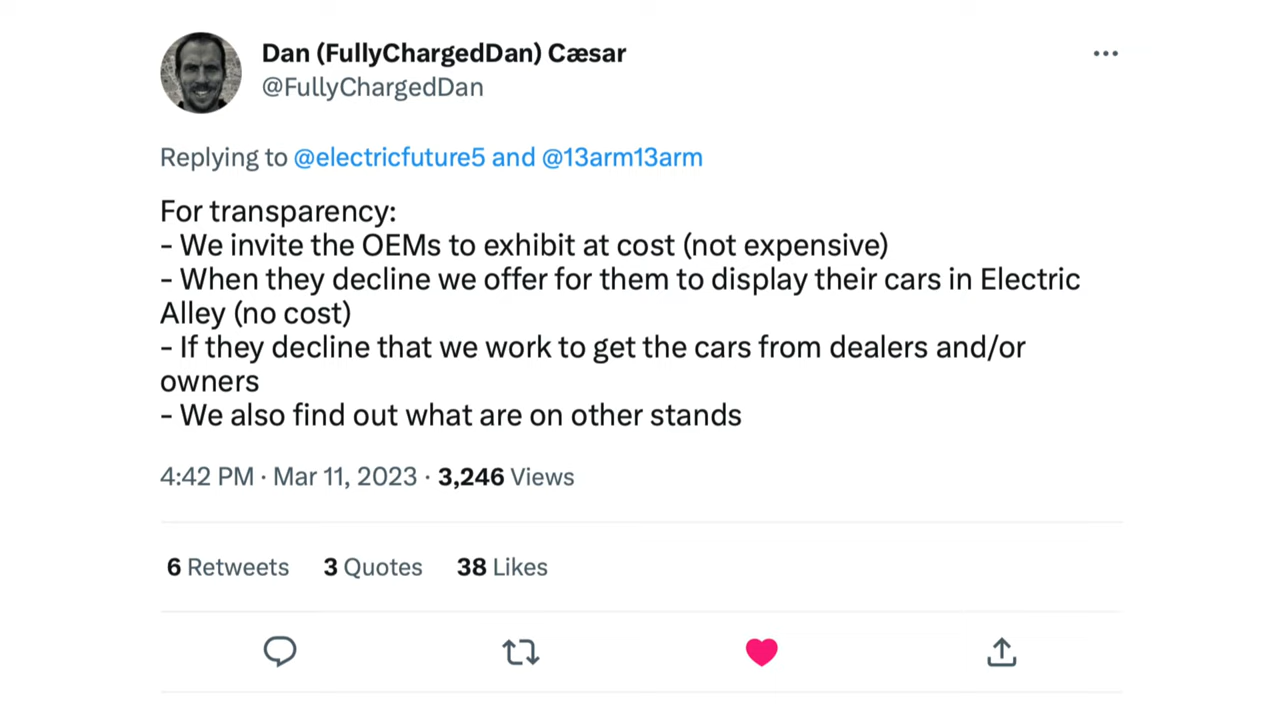 Dan (FullyChargedDan) Cæsar
@FullyChargedDan
Replying to @electricfuture5 and @13arm13arm
For transparency:
- We invite the OEMs to exhibit at cost (not expensive)
- When they decline we offer for them to display their cars in Electric
Alley (no cost)
- If they decline that we work to get the cars from dealers and/or
owners
- We also find out what are on other stands
4:42 PM · Mar 11, 2023 · 3,246 Views
6 Retweets 3 Quotes 38 Likes